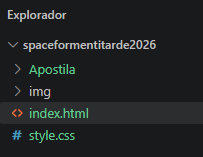 Explorador
spaceformentitarde2026
Apostila
img
index.html
style.css